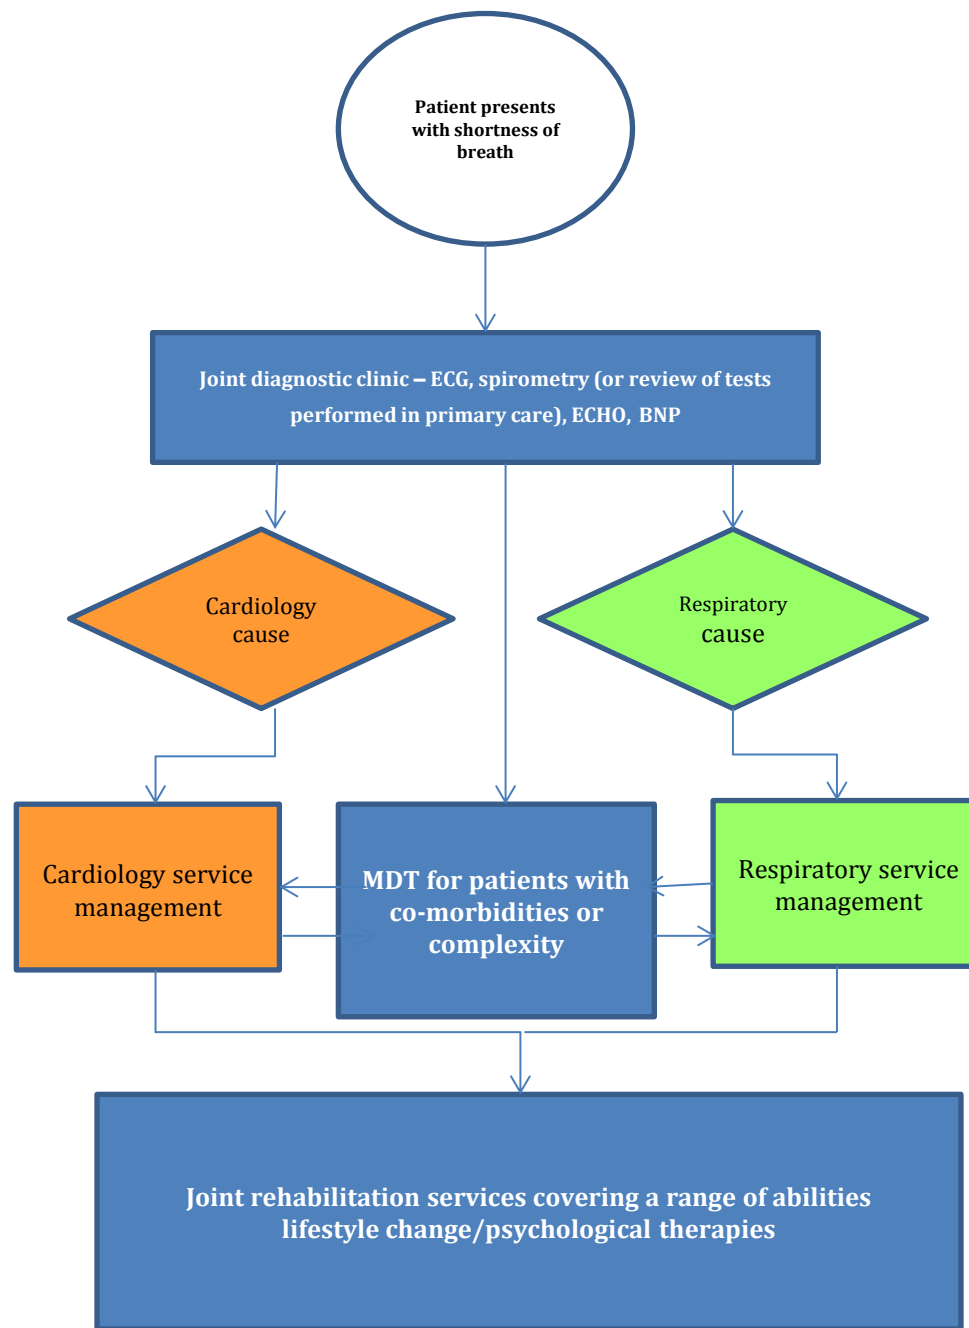 Patient presents
with shortness of
breath
Joint diagnostic clinic – ECG, spirometry (or review of tests
performed in primary care), ECHO, BNP
Cardiology
cause
Respiratory
cause
Cardiology service
management
MDT for patients with
co-morbidities or
complexity
Respiratory service
management
Joint rehabilitation services covering a range of abilities
lifestyle change/psychological therapies